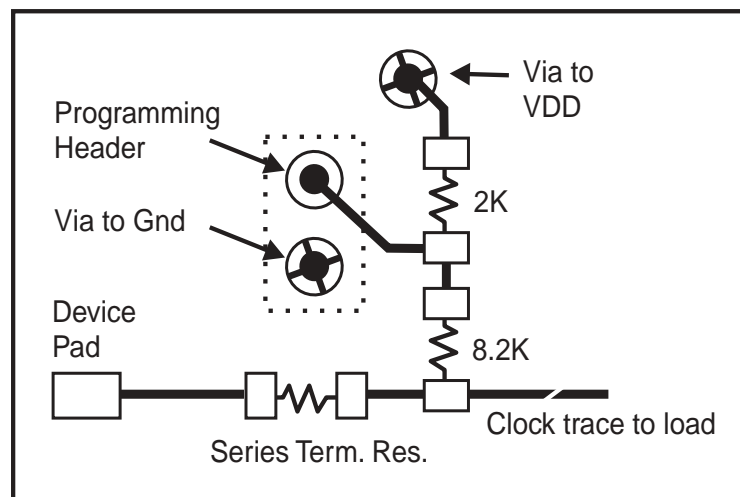 Via to
VDD
Programming
Header
2K
Via to Gnd
Device
Pad
8.2K
Clock trace to load
Series Term. Res.